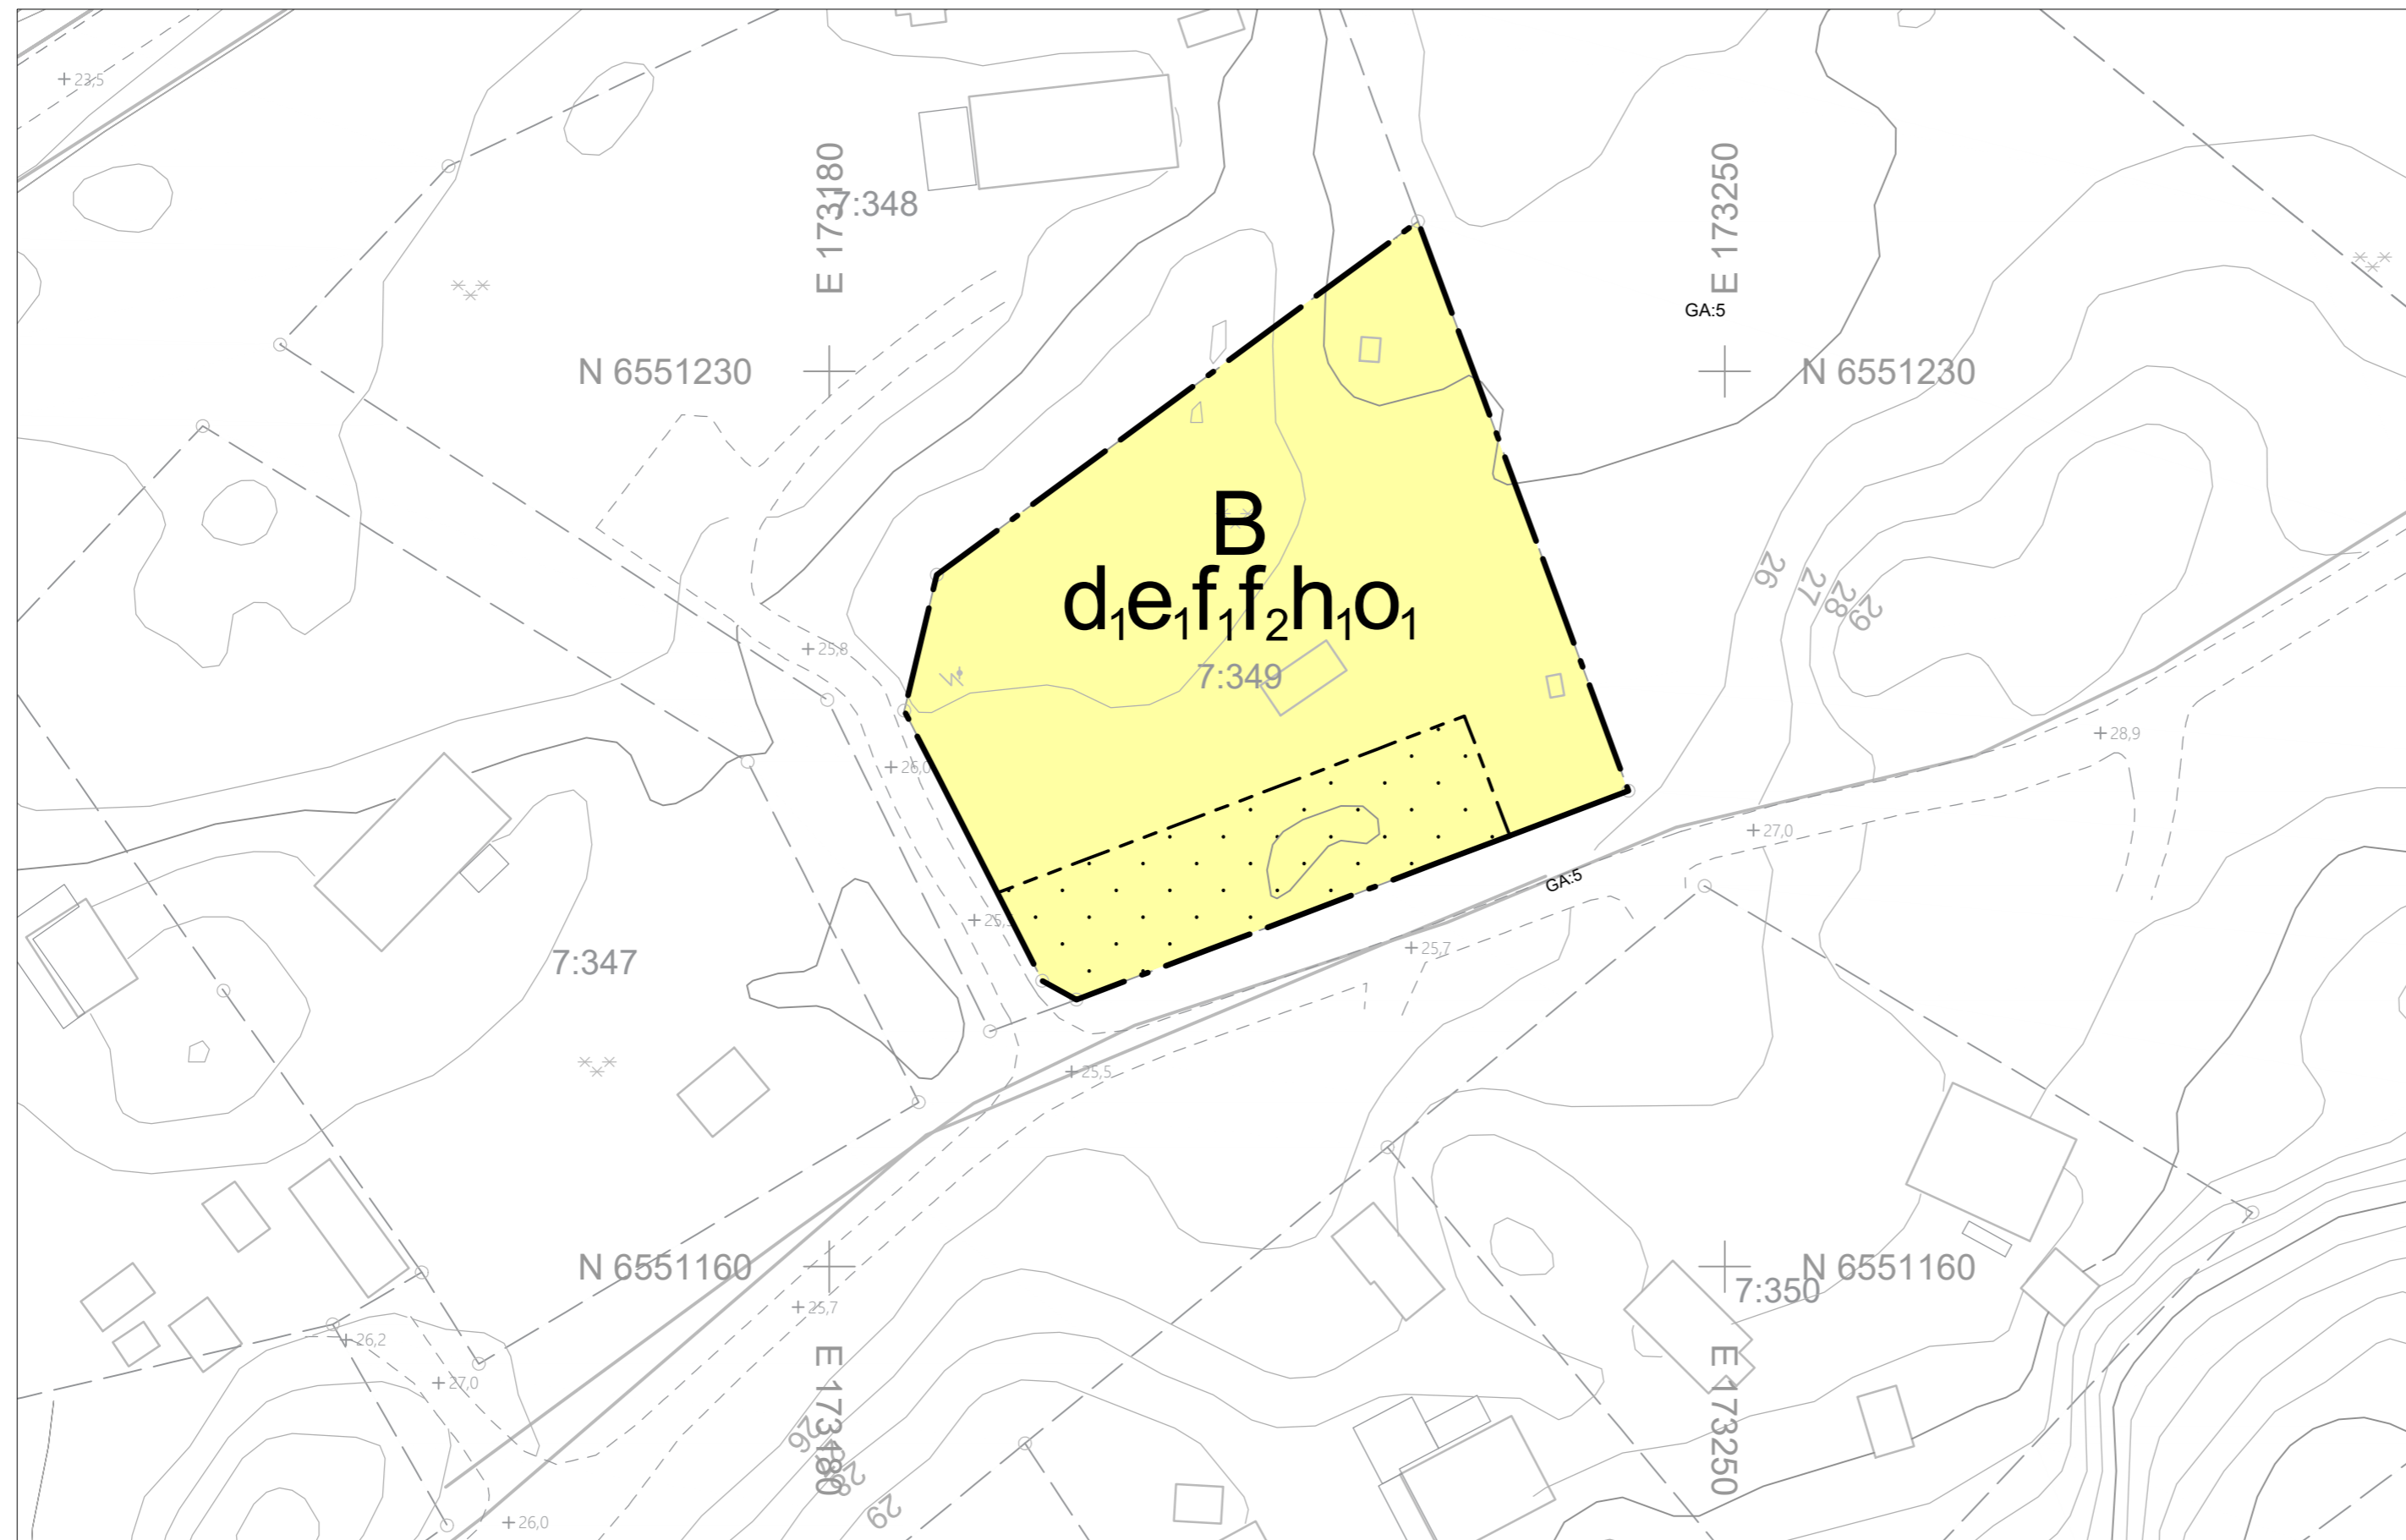 +23,5
E 173180
7:348
E 173250
GA:5
N 6551230
N 6551230
B
d₁e₁f₁f₂h₁o₁
7:349
26
27
28
29
+25,8
+26,0
+28,9
+27,0
GA:5
+25,7
7:347
+25,5
N 6551160
N 6551160
7:350
+25,7
+26,2
+27,0
E 173180
E 173250
26
28
29
+26,0